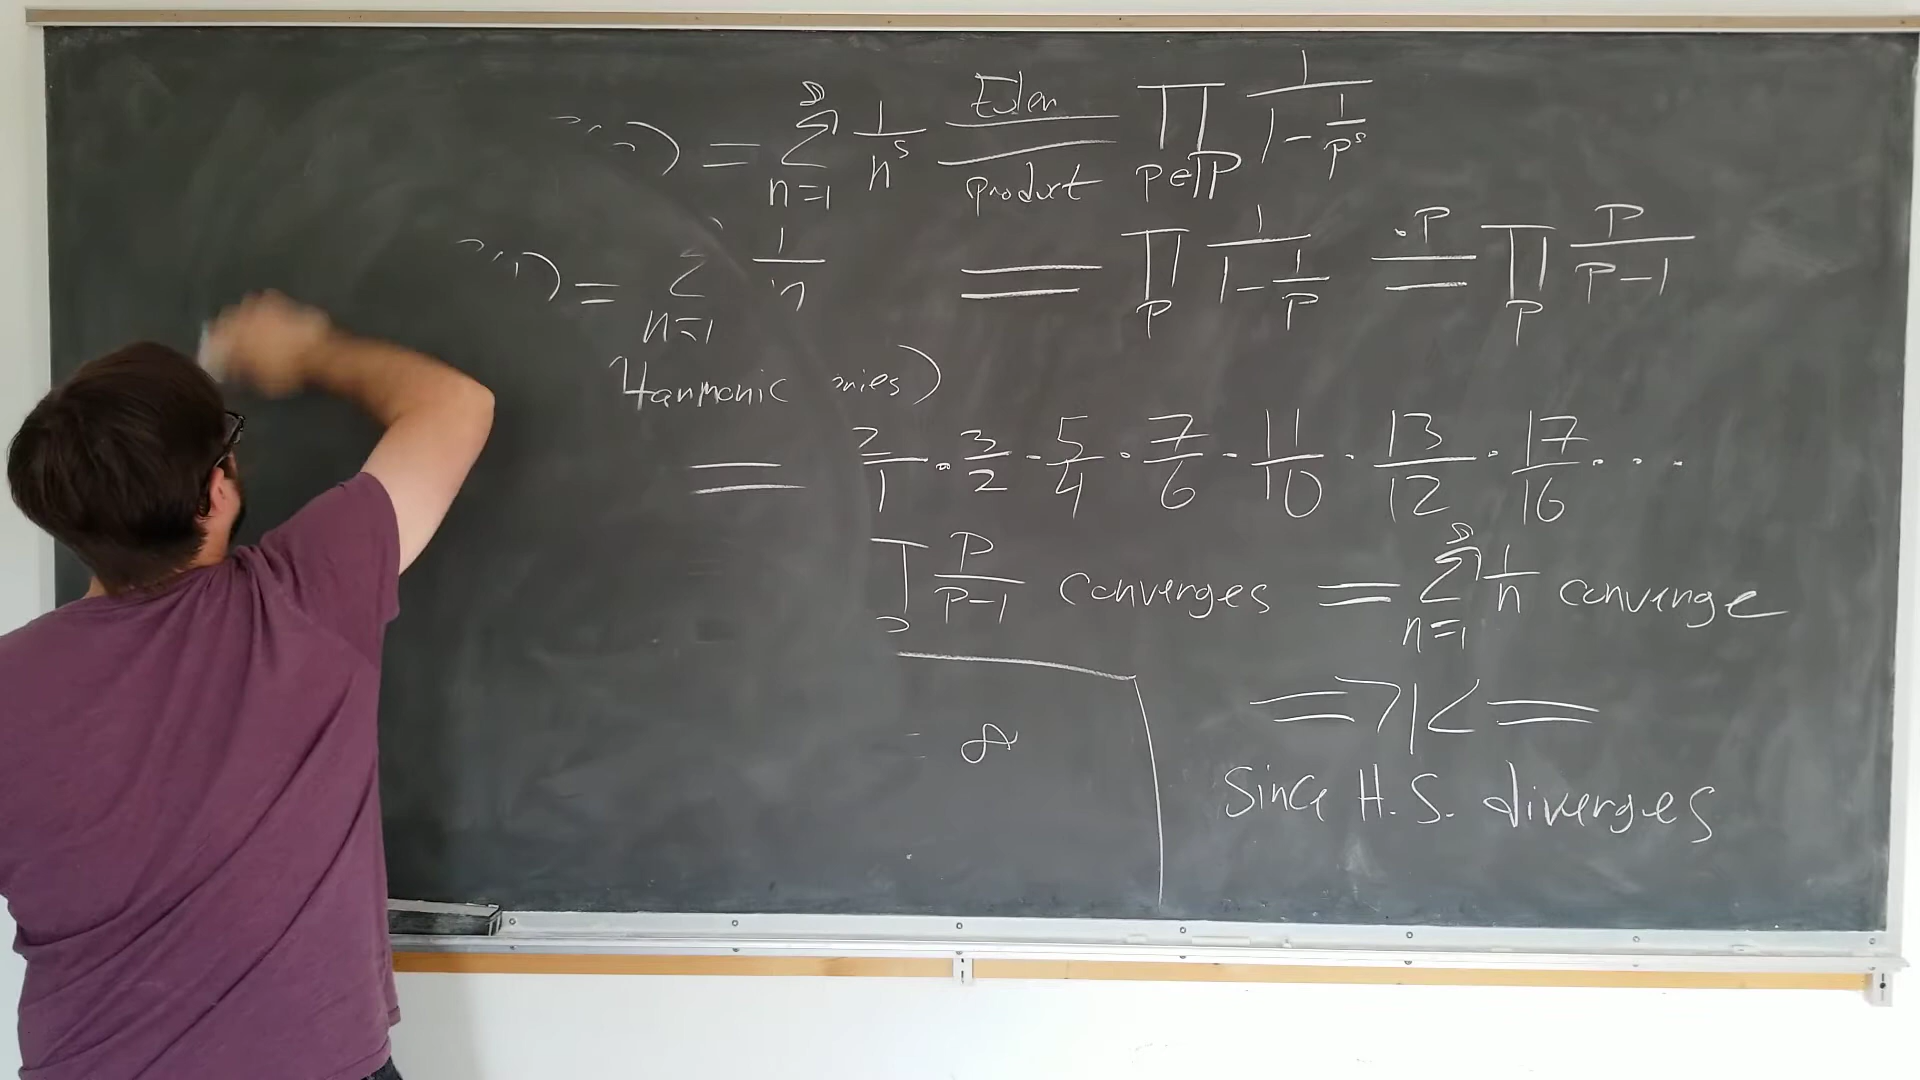 ) = ∞ Σ n=1 1/n^s = Euler product ∏ p∈ℙ 1/(1 - 1/p^s)
1) = Σ n=1 1/n = ∏ p 1/(1 - 1/p) = ·P ∏ p P/(P-1)
Harmonic
= 2/1 · 3/2 · 5/4 · 7/6 · 11/10 · 13/12 · 17/16 · ...
∏ P/(P-1) converges = ∞ Σ n=1 1/n converge
=>|<=
= ∞
Since H.S. diverges